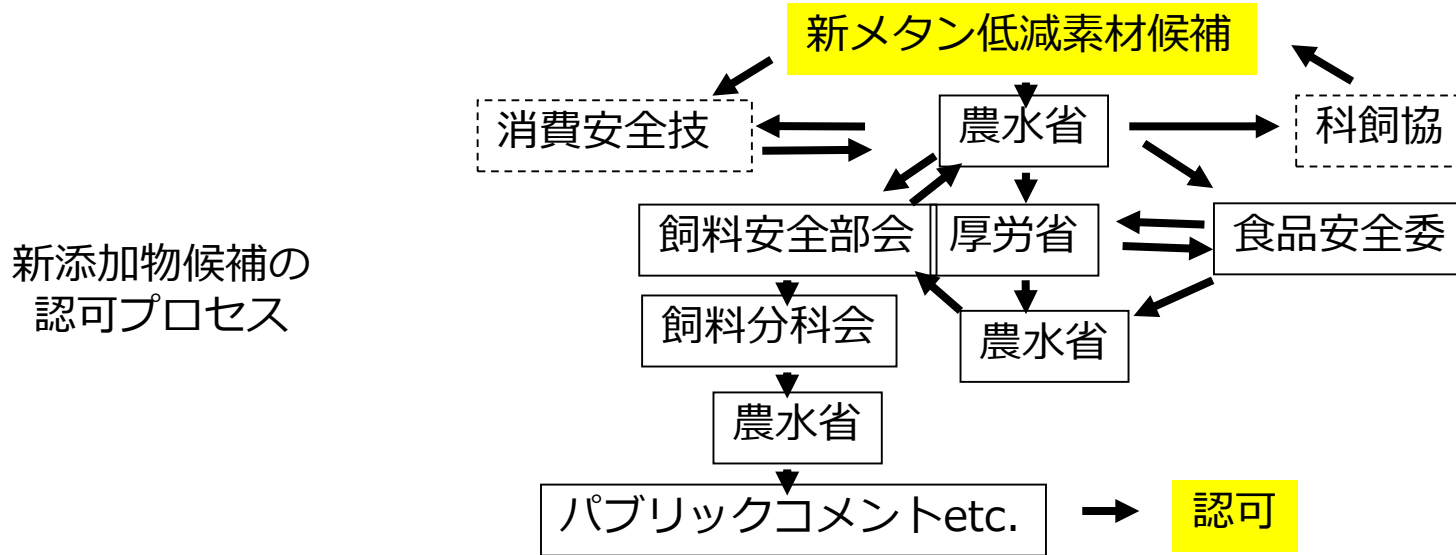 新メタン低減素材候補
消費安全技
農水省
科飼協
飼料安全部会
厚労省
食品安全委
新添加物候補の
認可プロセス
飼料分科会
農水省
農水省
パブリックコメントetc.
認可